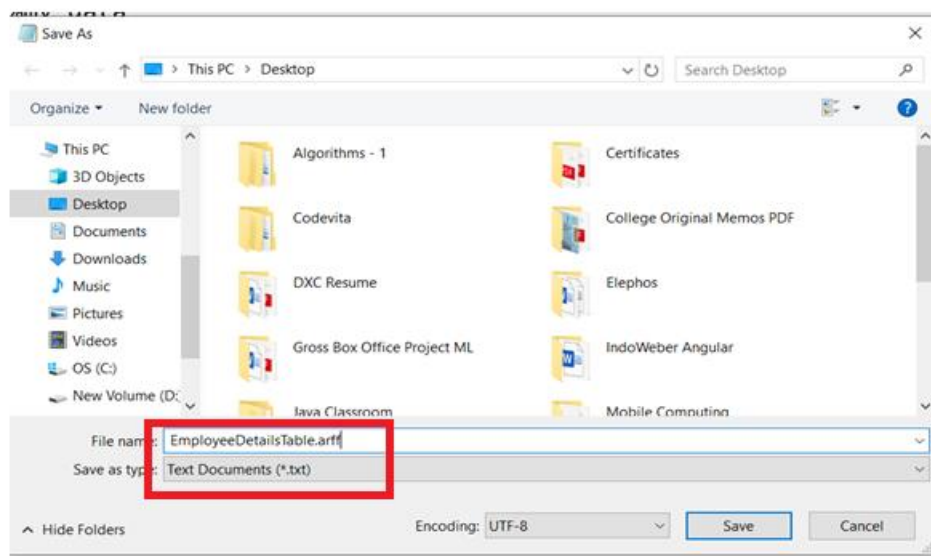 Save As
This PC > Desktop
Search Desktop
Organize
New folder
This PC
3D Objects
Desktop
Documents
Downloads
Music
Pictures
Videos
OS (C:)
New Volume (D:
Algorithms - 1
Certificates
Codevita
College Original Memos PDF
DXC Resume
Elephos
Gross Box Office Project ML
IndoWeber Angular
Java Classroom
Mobile Computing
File name: EmployeeDetailsTable.arff
Save as type: Text Documents (*.txt)
Hide Folders
Encoding: UTF-8
Save
Cancel